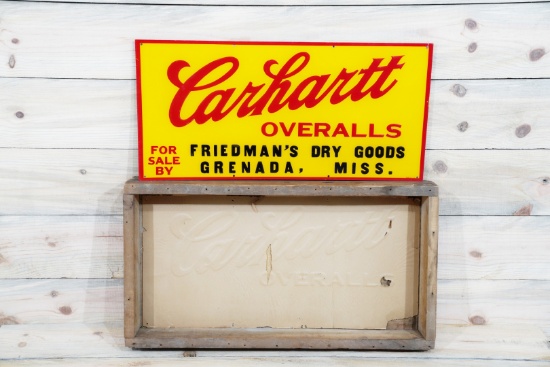 Carhartt
OVERALLS
FOR SALE BY
FRIEDMAN'S DRY GOODS
GRENADA, MISS.
Carhartt
OVERALLS